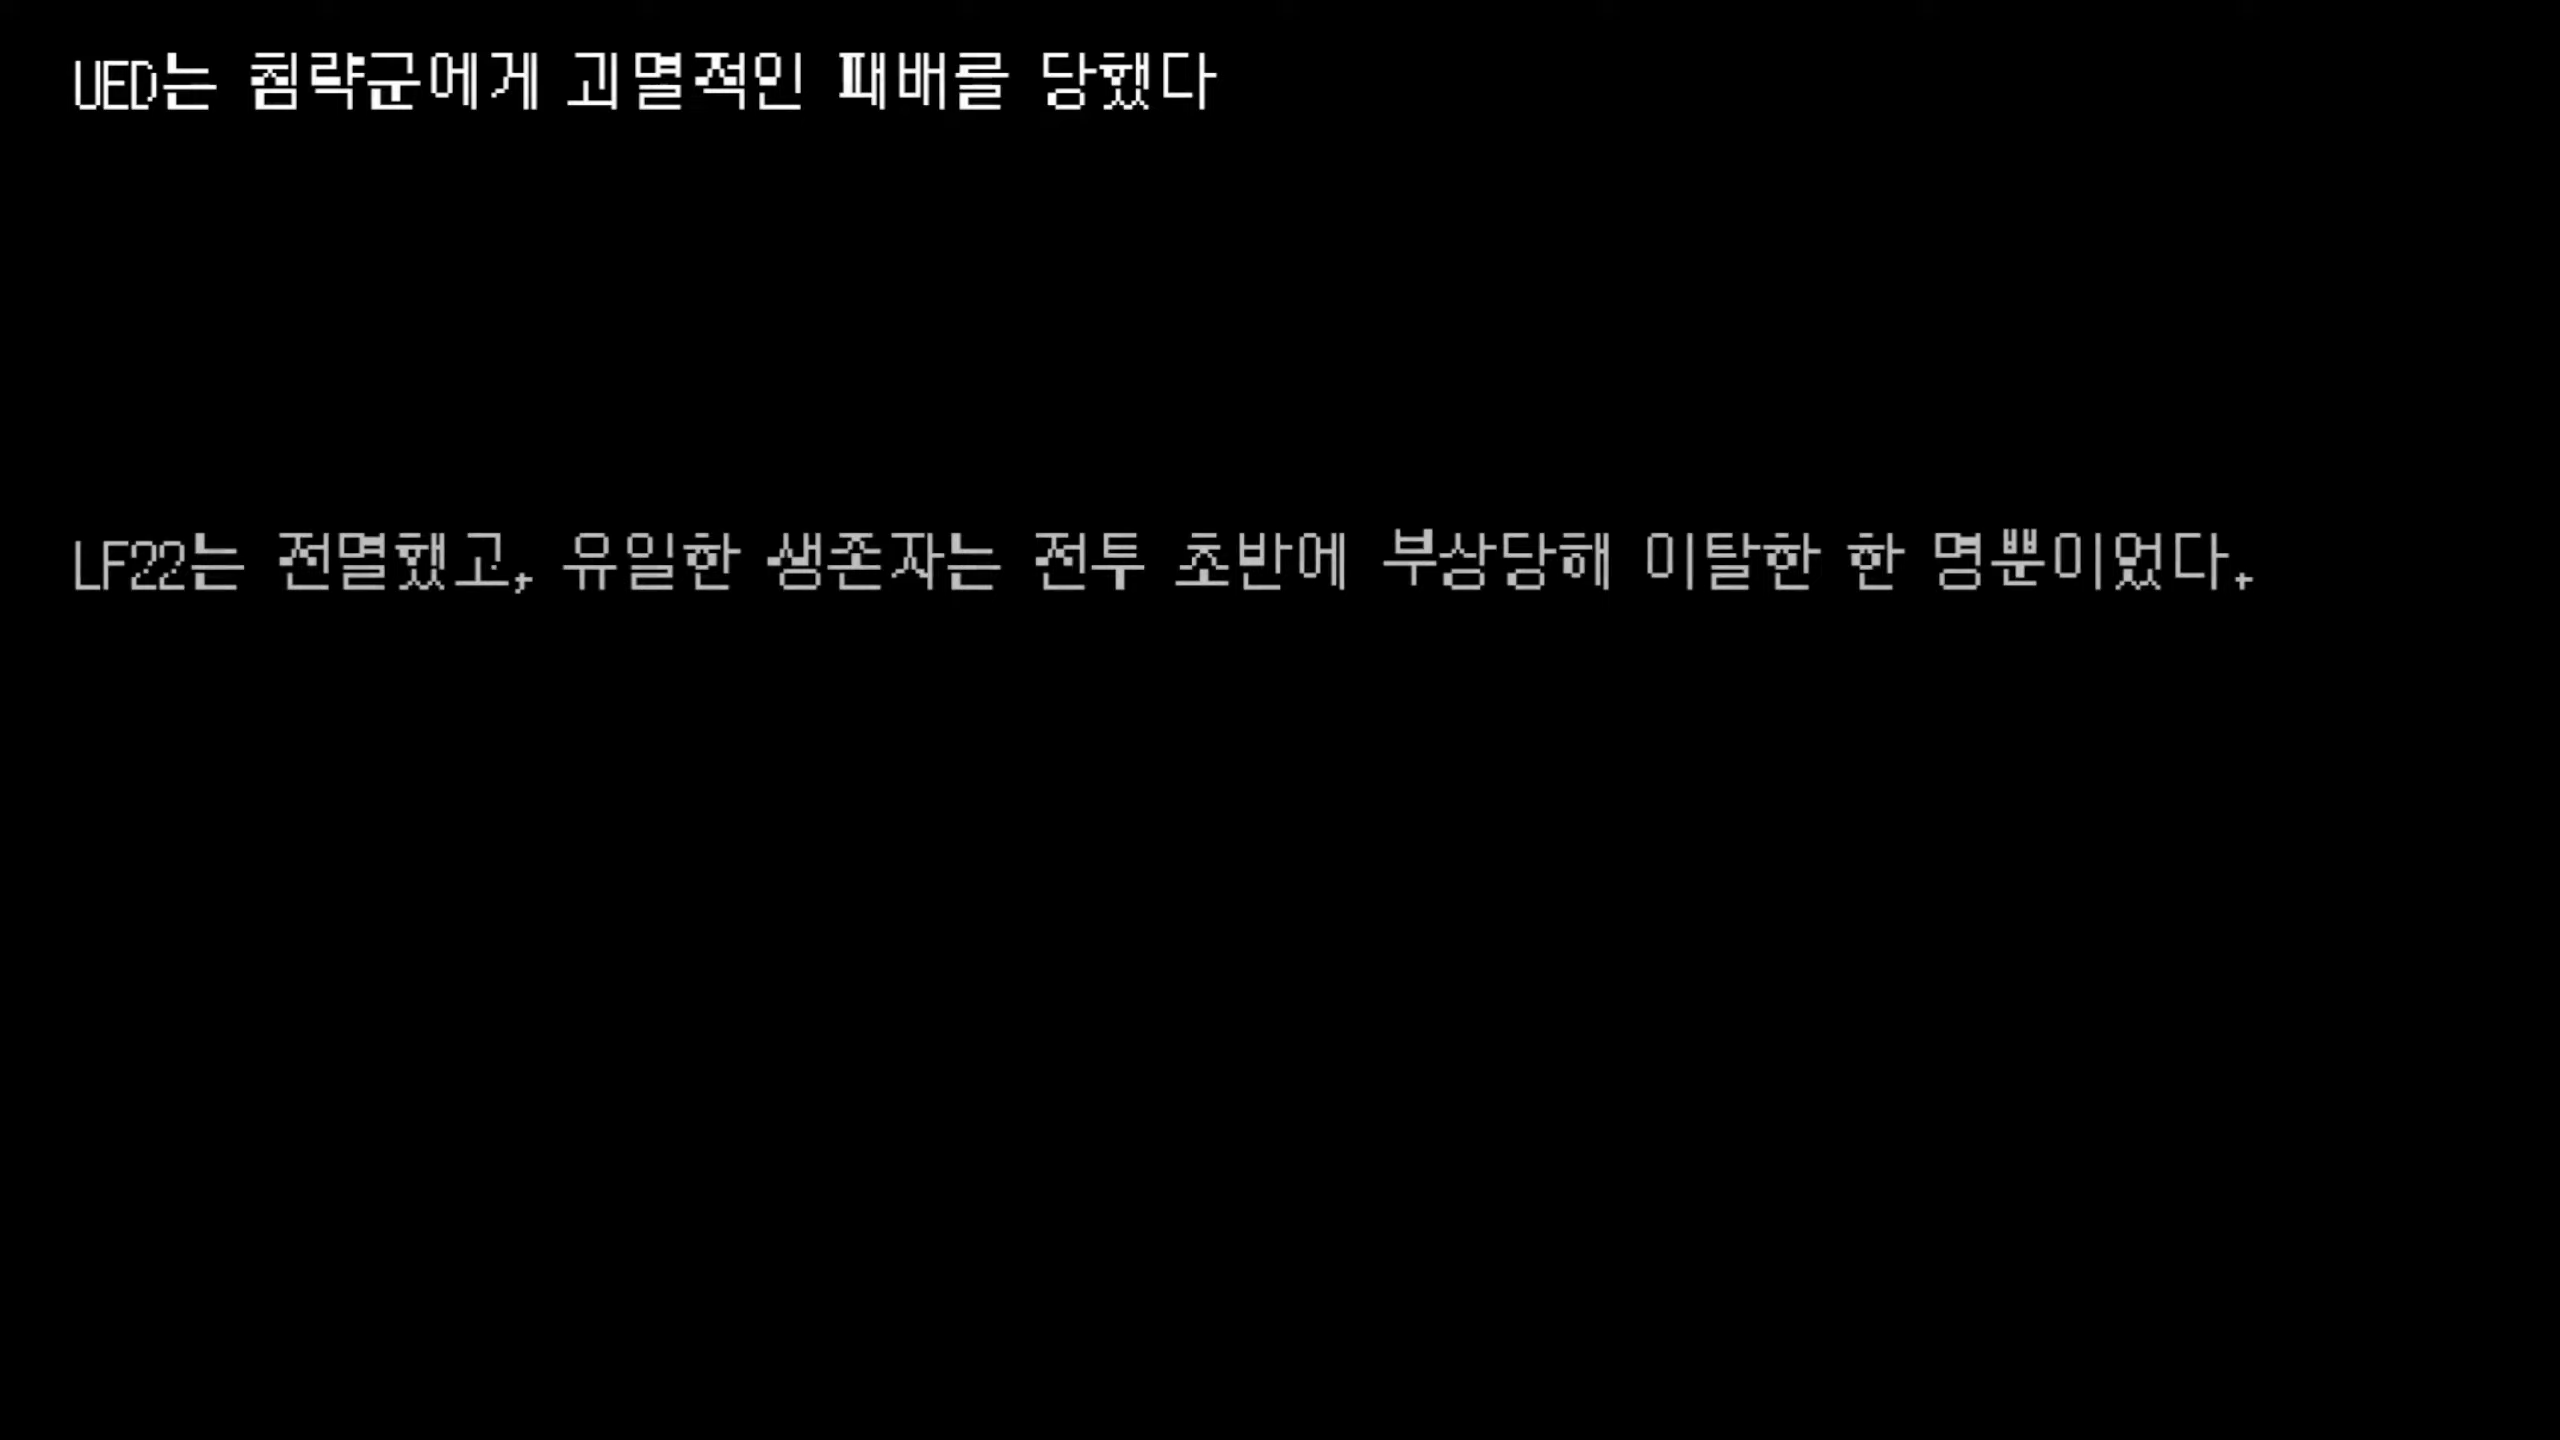 UED는 침략군에게 괴멸적인 패배를 당했다
LF22는 전멸했고, 유일한 생존자는 전투 초반에 부상당해 이탈한 한 명뿐이었다.